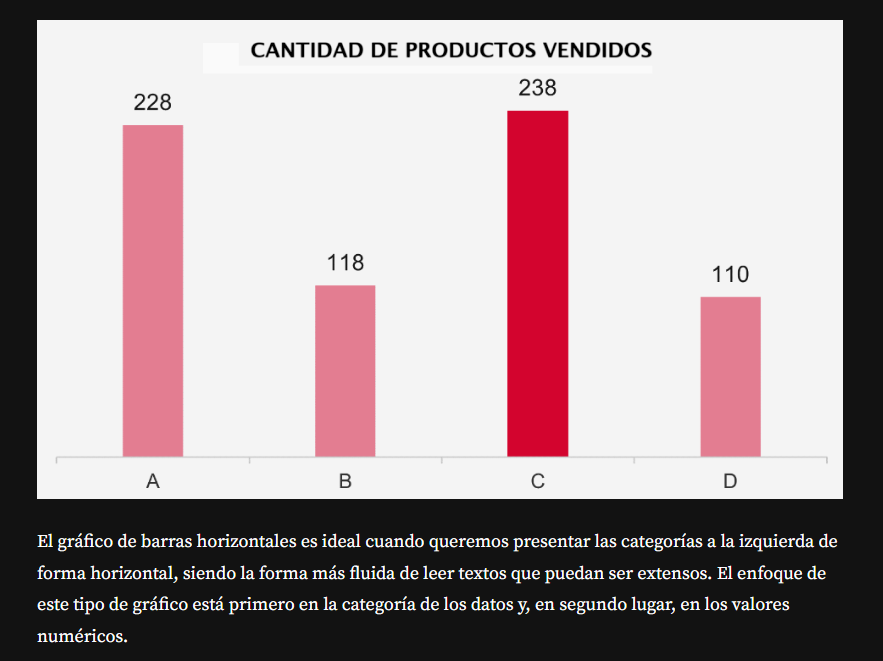 CANTIDAD DE PRODUCTOS VENDIDOS
238
228
118
110
A B C D
El gráfico de barras horizontales es ideal cuando queremos presentar las categorías a la izquierda de
forma horizontal, siendo la forma más fluida de leer textos que puedan ser extensos. El enfoque de
este tipo de gráfico está primero en la categoría de los datos y, en segundo lugar, en los valores
numéricos.